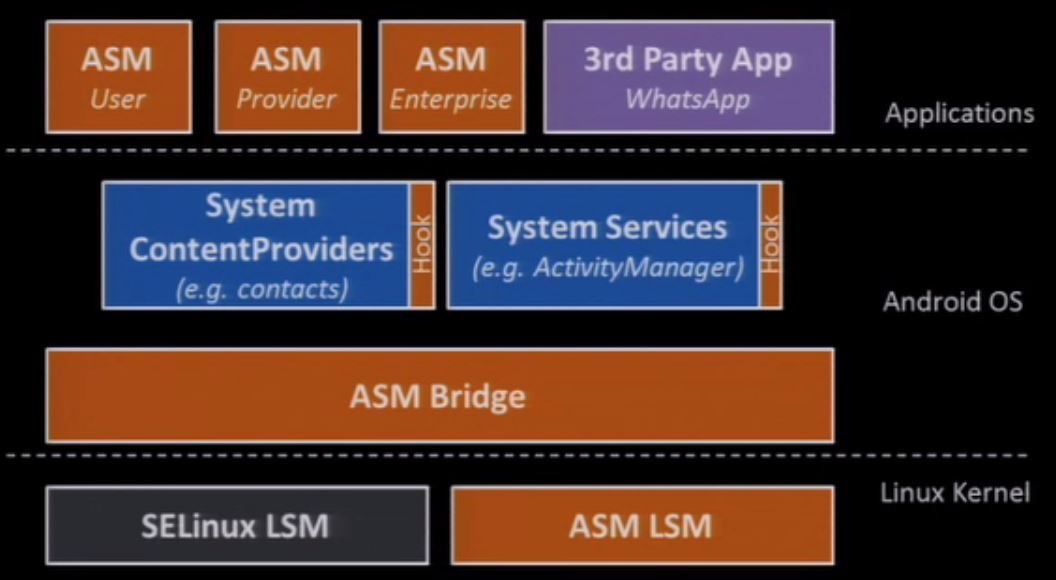 ASM
User
ASM
Provider
ASM
Enterprise
3rd Party App
WhatsApp
Applications
System
ContentProviders
(e.g. contacts)
Hook
System Services
(e.g. ActivityManager)
Hook
Android OS
ASM Bridge
Linux Kernel
SELinux LSM
ASM LSM